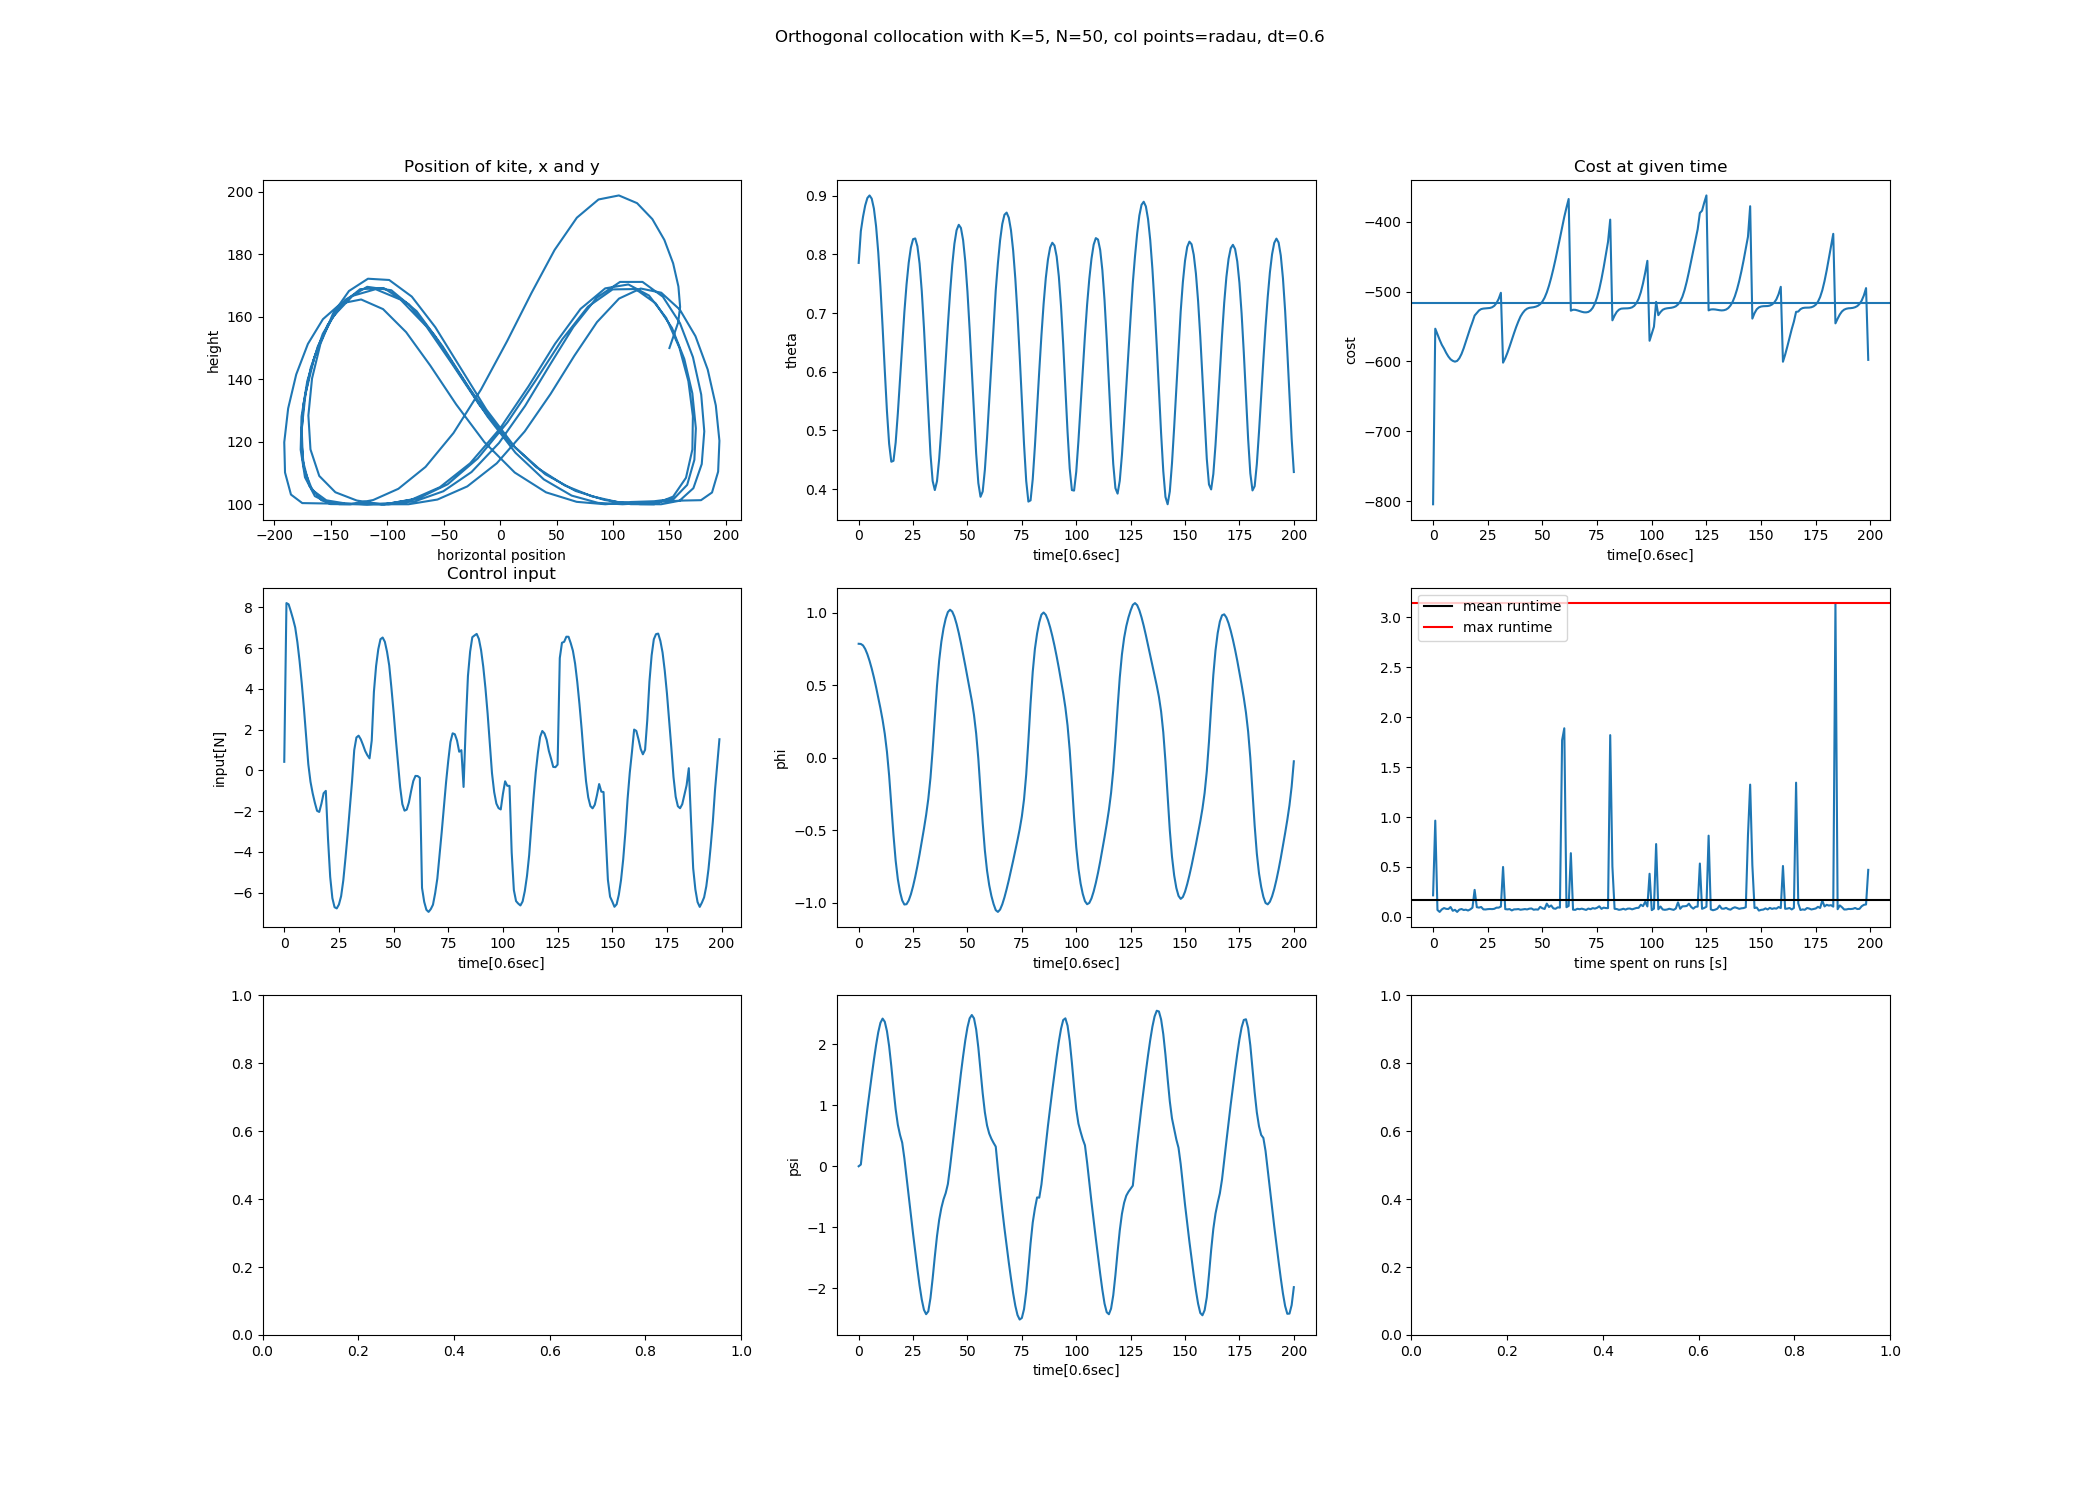 Orthogonal collocation with K=5, N=50, col points=radau, dt=0.6
Position of kite, x and y
200
180
160
140
120
100
height
−200 −150 −100 −50 0 50 100 150 200
horizontal position
0.9
0.8
0.7
0.6
0.5
0.4
theta
0 25 50 75 100 125 150 175 200
time[0.6sec]
Cost at given time
−400
−500
−600
−700
−800
cost
0 25 50 75 100 125 150 175 200
time[0.6sec]
Control input
8
6
4
2
0
−2
−4
−6
input[N]
0 25 50 75 100 125 150 175 200
time[0.6sec]
1.0
0.5
0.0
−0.5
−1.0
phi
0 25 50 75 100 125 150 175 200
time[0.6sec]
mean runtime
max runtime
3.0
2.5
2.0
1.5
1.0
0.5
0.0
0 25 50 75 100 125 150 175 200
time spent on runs [s]
1.0
0.8
0.6
0.4
0.2
0.0
0.0 0.2 0.4 0.6 0.8 1.0
2
1
0
−1
−2
psi
0 25 50 75 100 125 150 175 200
time[0.6sec]
1.0
0.8
0.6
0.4
0.2
0.0
0.0 0.2 0.4 0.6 0.8 1.0